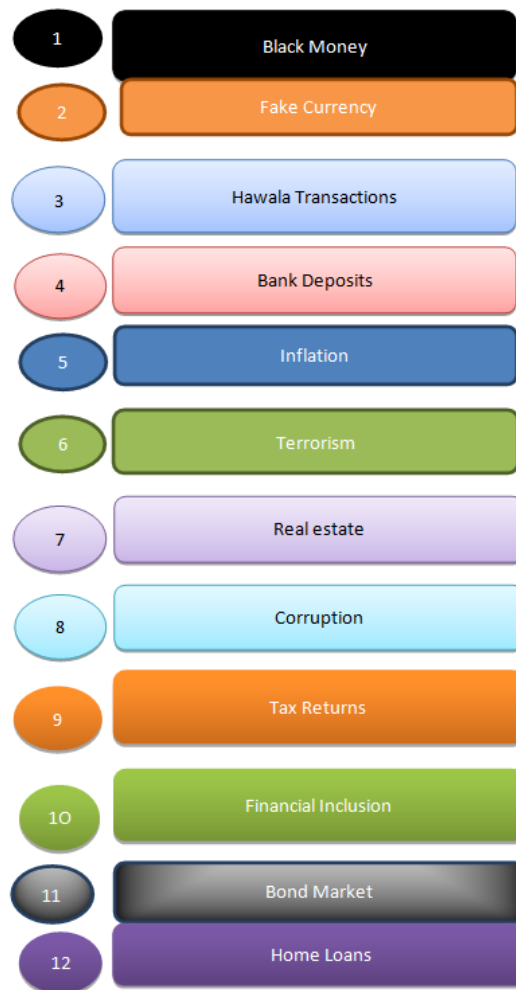 1 Black Money
2 Fake Currency
3 Hawala Transactions
4 Bank Deposits
5 Inflation
6 Terrorism
7 Real estate
8 Corruption
9 Tax Returns
10 Financial Inclusion
11 Bond Market
12 Home Loans